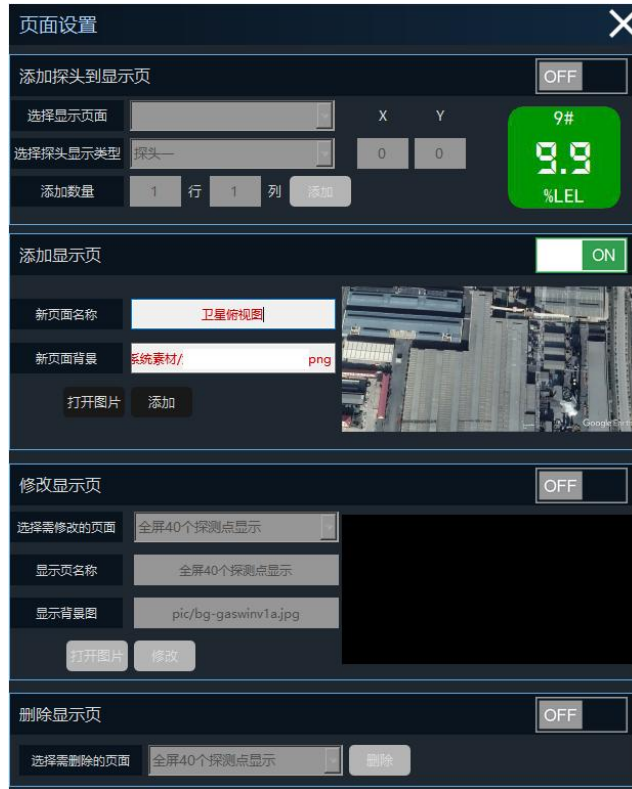 页面设置
添加探头到显示页 OFF
选择显示页面 X Y 9#
选择探头显示类型 探头一 0 0 9.9
添加数量 1 行 1 列 添加 %LEL
添加显示页 ON
新页面名称 卫星俯视图
新页面背景 系统素材/ png
打开图片 添加
Google Earth
修改显示页 OFF
选择需修改的页面 全屏40个探测点显示
显示页名称 全屏40个探测点显示
显示背景图 pic/bg-gaswinv1a.jpg
打开图片 修改
删除显示页 OFF
选择需删除的页面 全屏40个探测点显示 删除